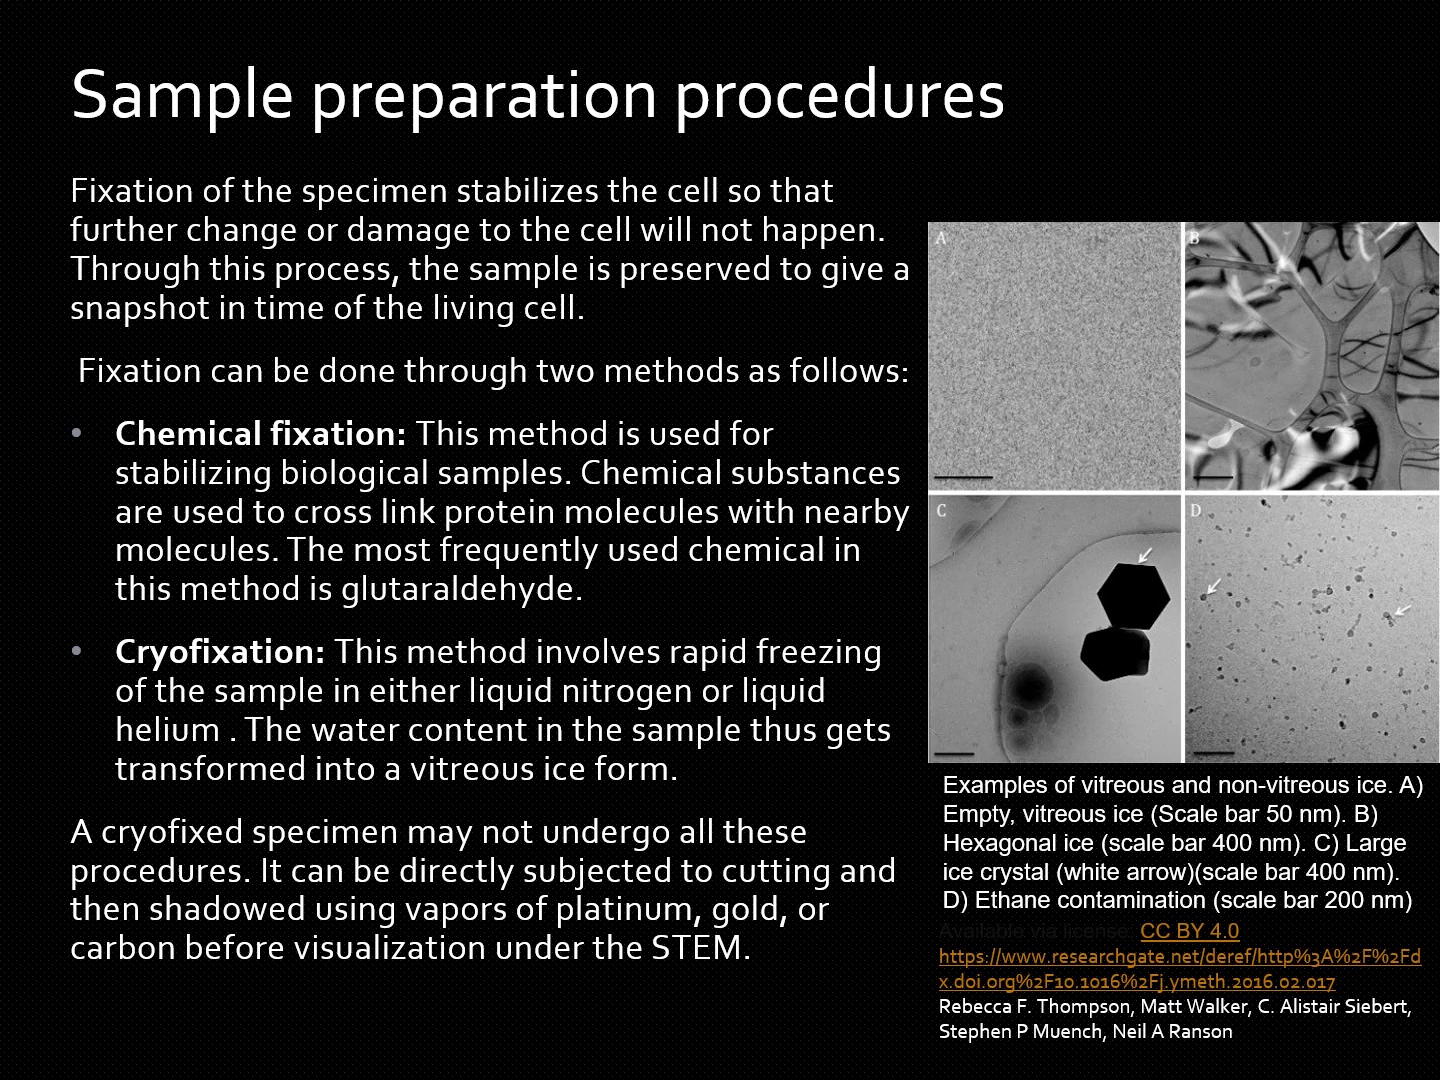 Sample preparation procedures
Fixation of the specimen stabilizes the cell so that
further change or damage to the cell will not happen.
Through this process, the sample is preserved to give a
snapshot in time of the living cell.
Fixation can be done through two methods as follows:
• Chemical fixation: This method is used for
stabilizing biological samples. Chemical substances
are used to cross link protein molecules with nearby
molecules. The most frequently used chemical in
this method is glutaraldehyde.
• Cryofixation: This method involves rapid freezing
of the sample in either liquid nitrogen or liquid
helium . The water content in the sample thus gets
transformed into a vitreous ice form.
A cryofixed specimen may not undergo all these
procedures. It can be directly subjected to cutting and
then shadowed using vapors of platinum, gold, or
carbon before visualization under the STEM.
A
B
C
D
Examples of vitreous and non-vitreous ice. A)
Empty, vitreous ice (Scale bar 50 nm). B)
Hexagonal ice (scale bar 400 nm). C) Large
ice crystal (white arrow)(scale bar 400 nm).
D) Ethane contamination (scale bar 200 nm)
Available via license: CC BY 4.0
https://www.researchgate.net/deref/http%3A%2F%2Fd
x.doi.org%2F10.1016%2Fj.ymeth.2016.02.017
Rebecca F. Thompson, Matt Walker, C. Alistair Siebert,
Stephen P Muench, Neil A Ranson